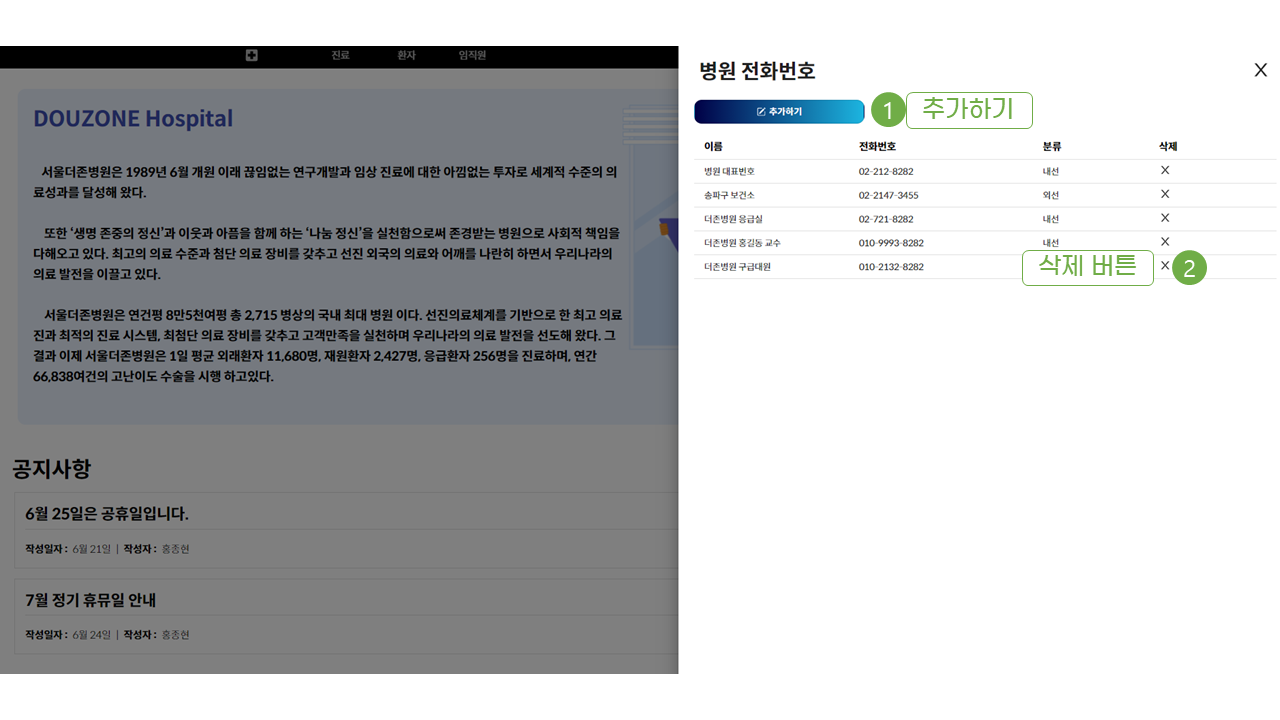 진료 환자 임직원
DOUZONE Hospital
서울더존병원은 1989년 6월 개원 이래 끊임없는 연구개발과 임상 진료에 대한 아낌없는 투자로 세계적 수준의 의
료성과를 달성해 왔다.
또한 ‘생명 존중의 정신’과 이웃과 아픔을 함께 하는 ‘나눔 정신’을 실천함으로써 존경받는 병원으로 사회적 책임을
다해오고 있다. 최고의 의료 수준과 첨단 의료 장비를 갖추고 선진 외국의 의료와 어깨를 나란히 하면서 우리나라의
의료 발전을 이끌고 있다.
서울더존병원은 연건평 8만5천여평 총 2,715 병상의 국내 최대 병원 이다. 선진의료체계를 기반으로 한 최고 의료
진과 최적의 진료 시스템, 최첨단 의료 장비를 갖추고 고객만족을 실천하며 우리나라의 의료 발전을 선도해 왔다. 그
결과 이제 서울더존병원은 1일 평균 외래환자 11,680명, 재원환자 2,427명, 응급환자 256명을 진료하며, 연간
66,838여건의 고난이도 수술을 시행 하고있다.
공지사항
6월 25일은 공휴일입니다.
작성일자 : 6월 21일 | 작성자 : 홍종현
7월 정기 휴뮤일 안내
작성일자 : 6월 24일 | 작성자 : 홍종현
병원 전화번호 X
추가하기 1 추가하기
이름 전화번호 분류 삭제
병원 대표번호 02-212-8282 내선 X
송파구 보건소 02-2147-3455 외선 X
더존병원 응급실 02-721-8282 내선 X
더존병원 홍길동 교수 010-9993-8282 내선 X
더존병원 구급대원 010-2132-8282 삭제 버튼 X 2